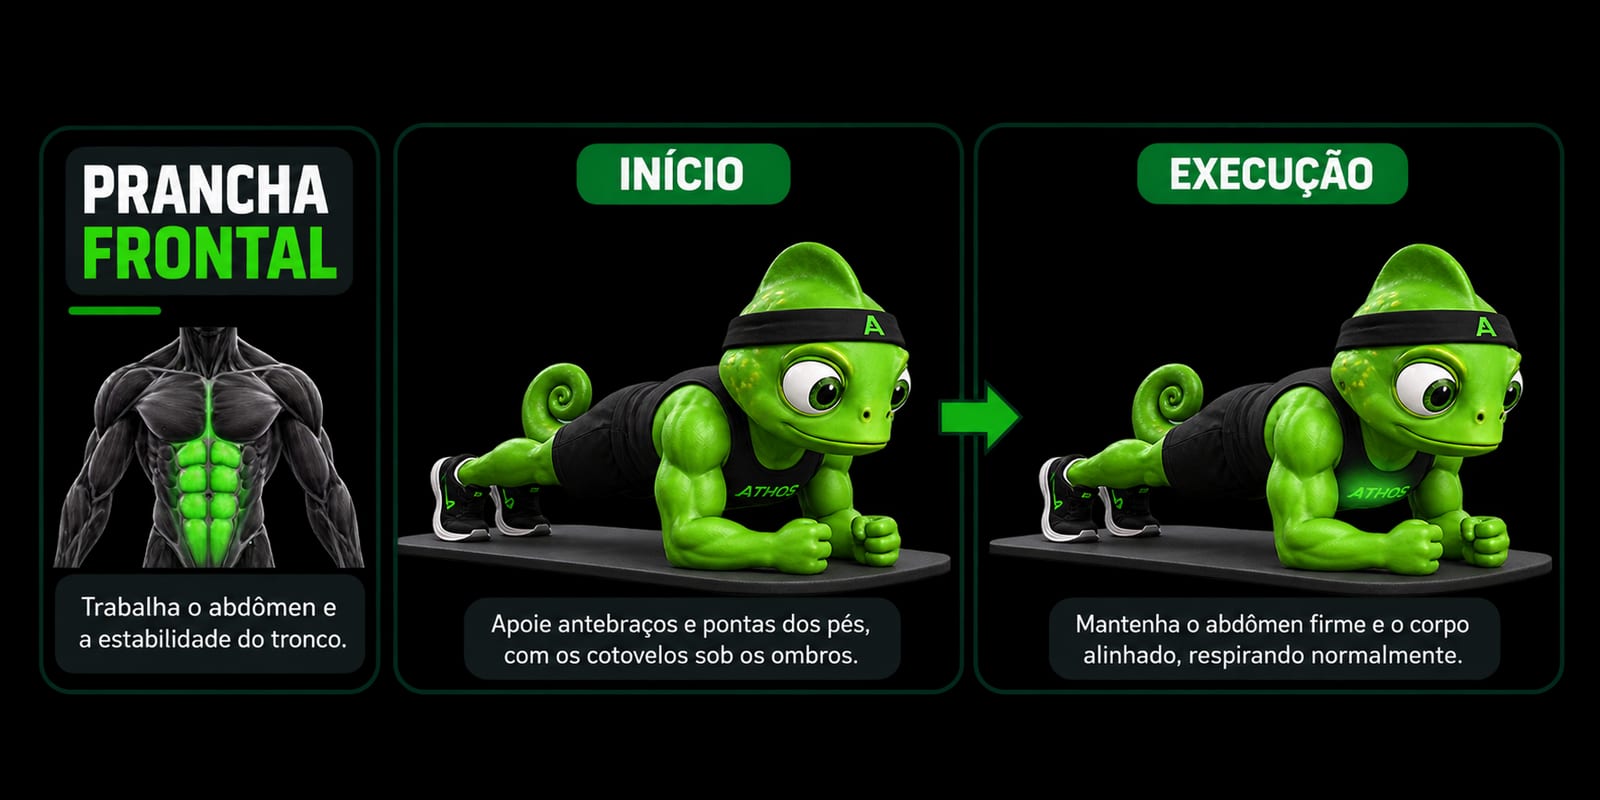 PRANCHA
FRONTAL
Trabalha o abdômen e
a estabilidade do tronco.
INÍCIO
A
ATHOS
Apoie antebraços e pontas dos pés,
com os cotovelos sob os ombros.
EXECUÇÃO
A
ATHOS
Mantenha o abdômen firme e o corpo
alinhado, respirando normalmente.